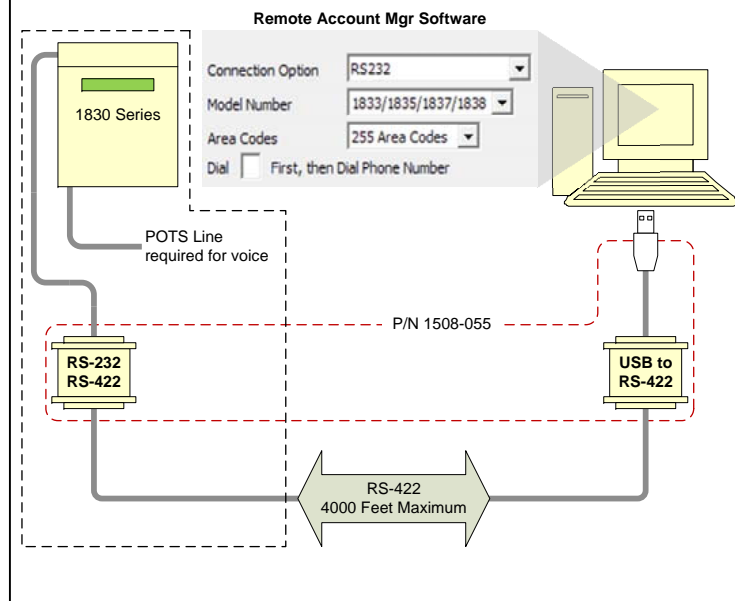 Remote Account Mgr Software
Connection Option RS232
Model Number 1833/1835/1837/1838
Area Codes 255 Area Codes
Dial First, then Dial Phone Number
1830 Series
POTS Line
required for voice
P/N 1508-055
RS-232
RS-422
USB to
RS-422
RS-422
4000 Feet Maximum